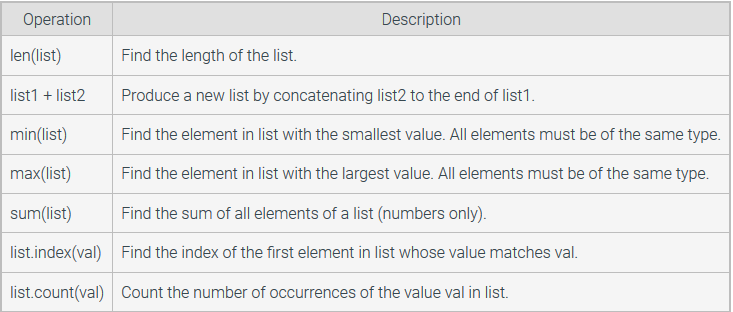 Operation Description
len(list) Find the length of the list.
list1 + list2 Produce a new list by concatenating list2 to the end of list1.
min(list) Find the element in list with the smallest value. All elements must be of the same type.
max(list) Find the element in list with the largest value. All elements must be of the same type.
sum(list) Find the sum of all elements of a list (numbers only).
list.index(val) Find the index of the first element in list whose value matches val.
list.count(val) Count the number of occurrences of the value val in list.